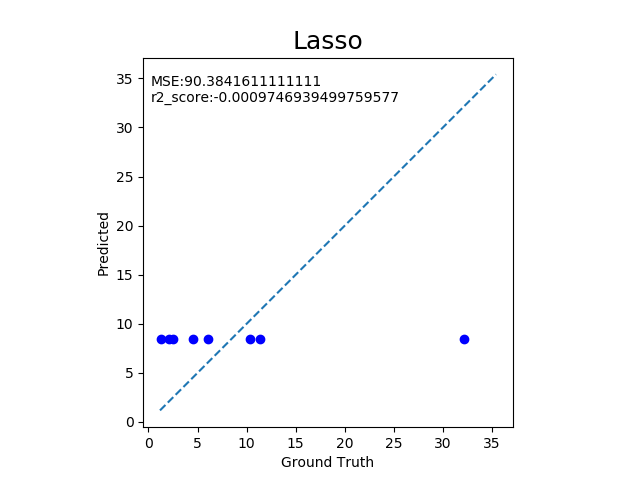 Lasso
MSE:90.3841611111111
r2_score:-0.0009746939499759577
35
30
25
20
15
10
5
0
Predicted
0 5 10 15 20 25 30 35
Ground Truth